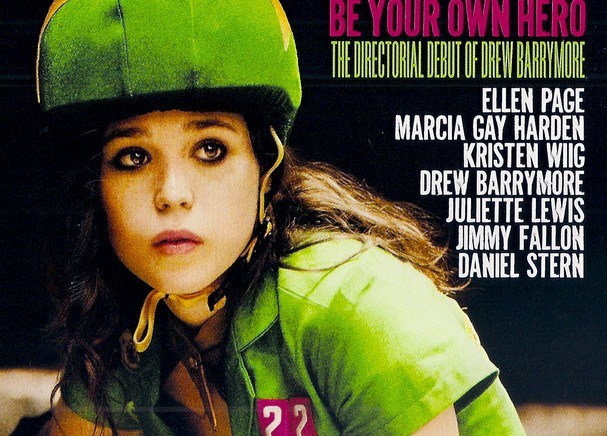 BE YOUR OWN HERO
THE DIRECTORIAL DEBUT OF DREW BARRYMORE
ELLEN PAGE
MARCIA GAY HARDEN
KRISTEN WIIG
DREW BARRYMORE
JULIETTE LEWIS
JIMMY FALLON
DANIEL STERN
22